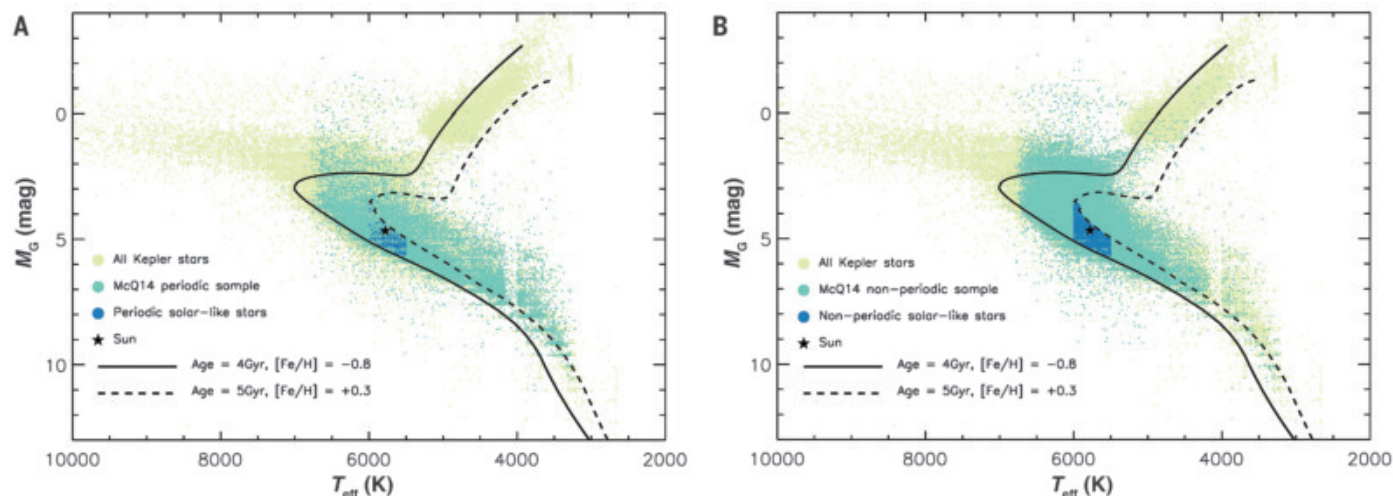 A
M_G (mag)
0
5
10
All Kepler stars
McQ14 periodic sample
Periodic solar-like stars
Sun
Age = 4Gyr, [Fe/H] = −0.8
Age = 5Gyr, [Fe/H] = +0.3
10000 8000 6000 4000 2000
T_eff (K)
B
M_G (mag)
0
5
10
All Kepler stars
McQ14 non-periodic sample
Non-periodic solar-like stars
Sun
Age = 4Gyr, [Fe/H] = −0.8
Age = 5Gyr, [Fe/H] = +0.3
10000 8000 6000 4000 2000
T_eff (K)